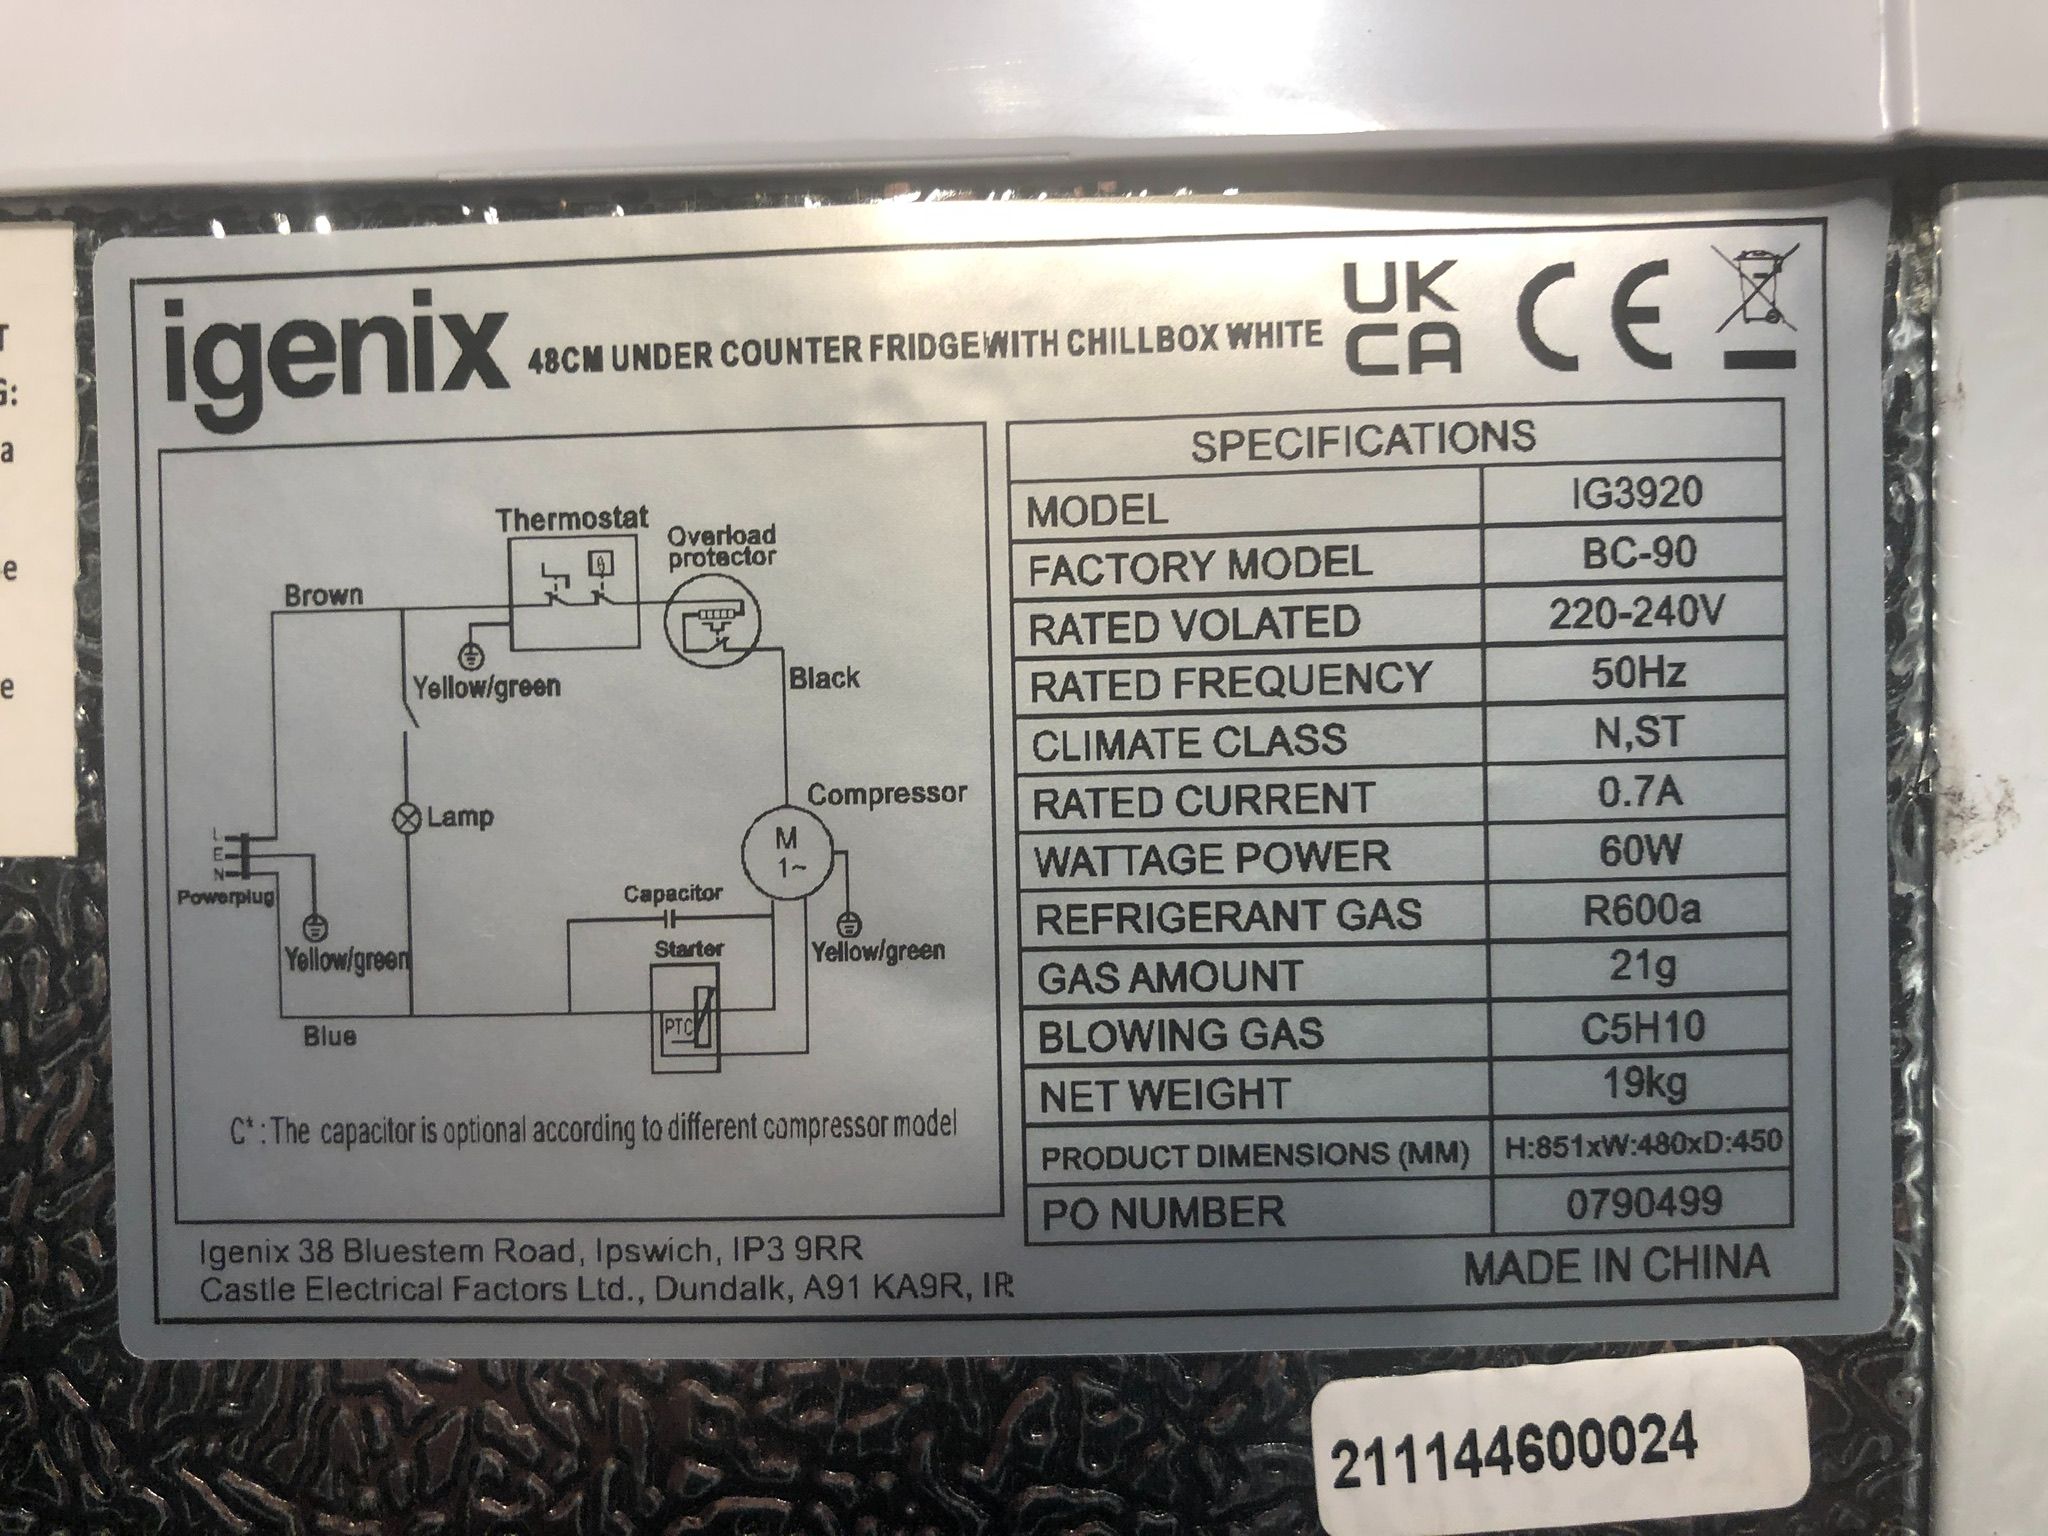 igenix 48CM UNDER COUNTER FRIDGE WITH CHILLBOX WHITE
UK
CA
CE
Thermostat
Overload
protector
Brown
Yellow/green
Black
Compressor
M
1~
Lamp
L
E
N
Powerplug
Yellow/green
Capacitor
Starter
PTC
Yellow/green
Blue
C* : The capacitor is optional according to different compressor model
SPECIFICATIONS
MODEL IG3920
FACTORY MODEL BC-90
RATED VOLATED 220-240V
RATED FREQUENCY 50Hz
CLIMATE CLASS N,ST
RATED CURRENT 0.7A
WATTAGE POWER 60W
REFRIGERANT GAS R600a
GAS AMOUNT 21g
BLOWING GAS C5H10
NET WEIGHT 19kg
PRODUCT DIMENSIONS (MM) H:851xW:480xD:450
PO NUMBER 0790499
Igenix 38 Bluestem Road, Ipswich, IP3 9RR
Castle Electrical Factors Ltd., Dundalk, A91 KA9R, IR
MADE IN CHINA
211144600024